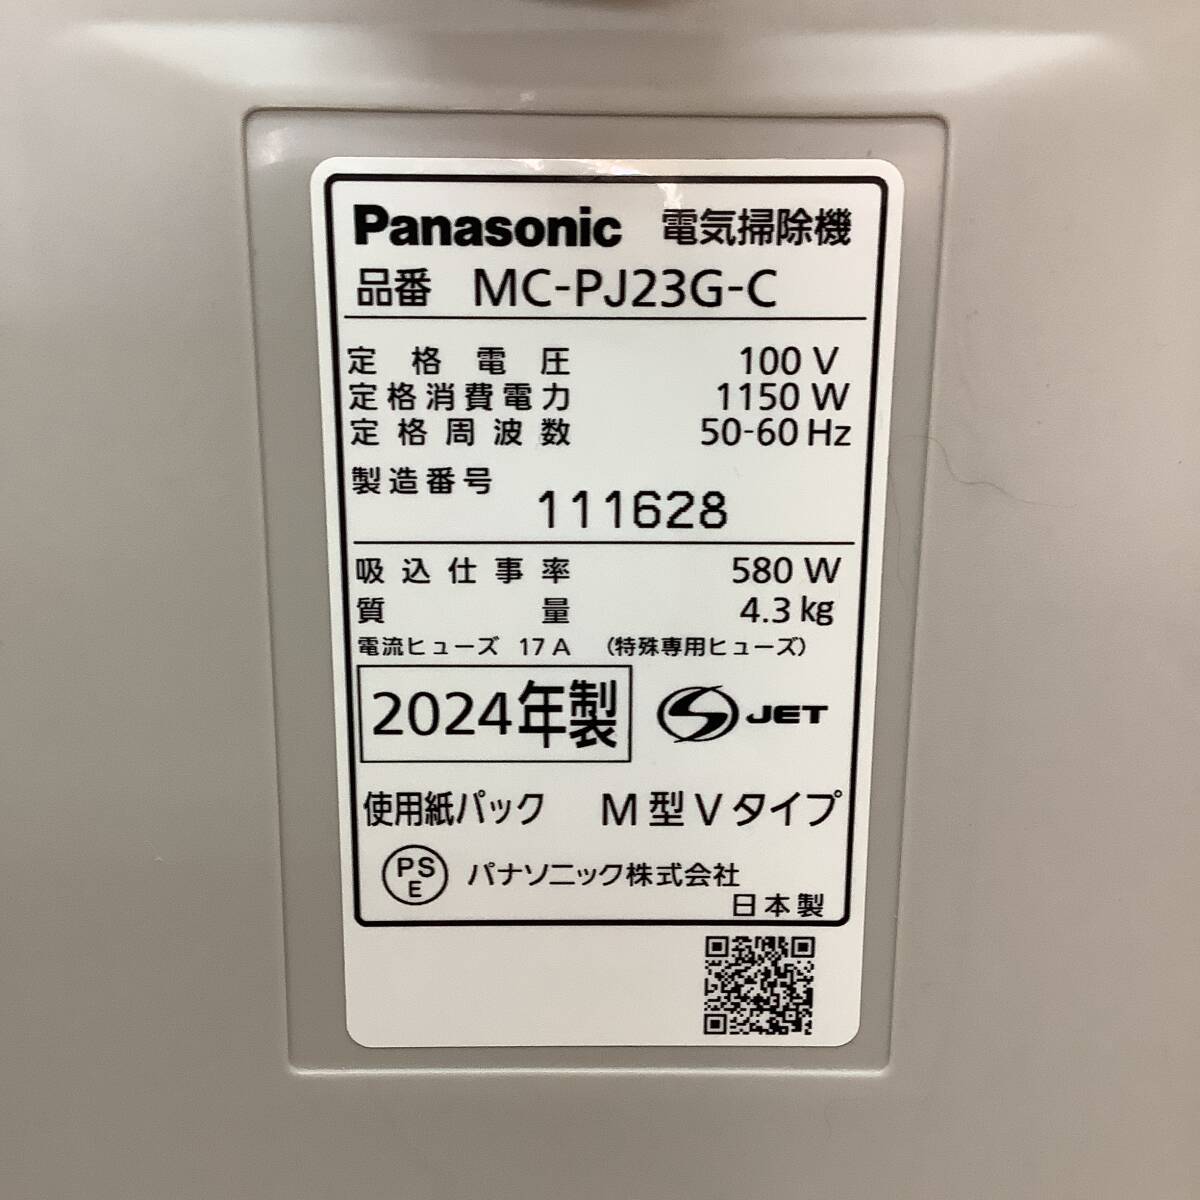 Panasonic 電気掃除機
品番 MC-PJ23G-C
定格電圧 100 V
定格消費電力 1150 W
定格周波数 50-60 Hz
製造番号 111628
吸込仕事率 580 W
質量 4.3 kg
電流ヒューズ 17 A （特殊専用ヒューズ）
2024年製 JET
使用紙パック M型Vタイプ
PSE パナソニック株式会社
日本製